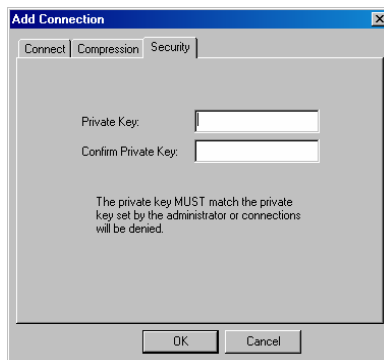 Add Connection
Connect Compression Security
Private Key:
Confirm Private Key:
The private key MUST match the private
key set by the administrator or connections
will be denied.
OK Cancel